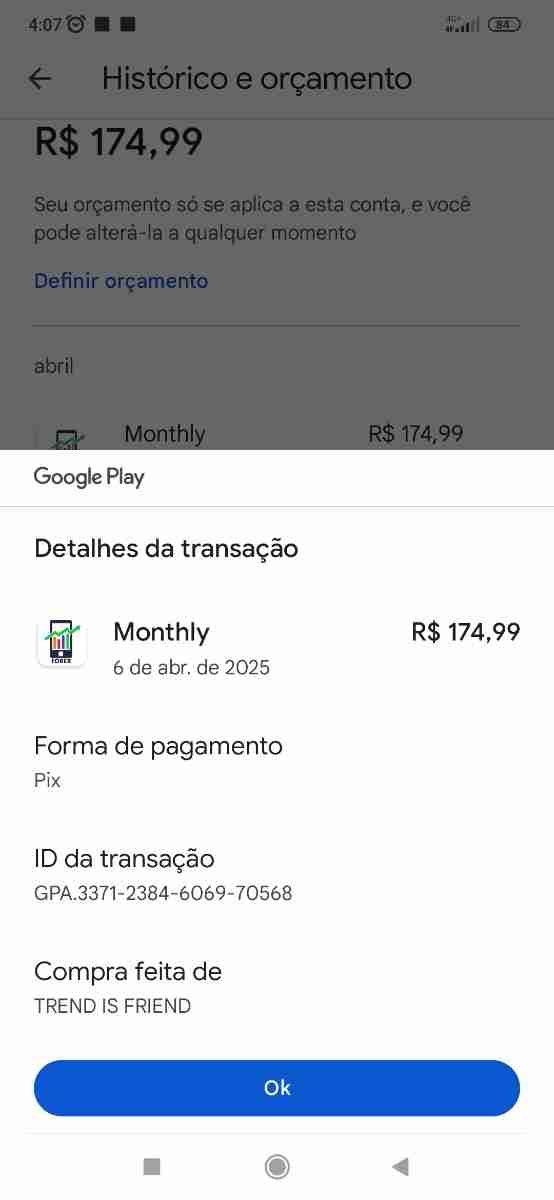 4:07
4G+
84
Histórico e orçamento
R$ 174,99
Seu orçamento só se aplica a esta conta, e você
pode alterá-la a qualquer momento
Definir orçamento
abril
Monthly R$ 174,99
Google Play
Detalhes da transação
Monthly R$ 174,99
FOREX
6 de abr. de 2025
Forma de pagamento
Pix
ID da transação
GPA.3371-2384-6069-70568
Compra feita de
TREND IS FRIEND
Ok